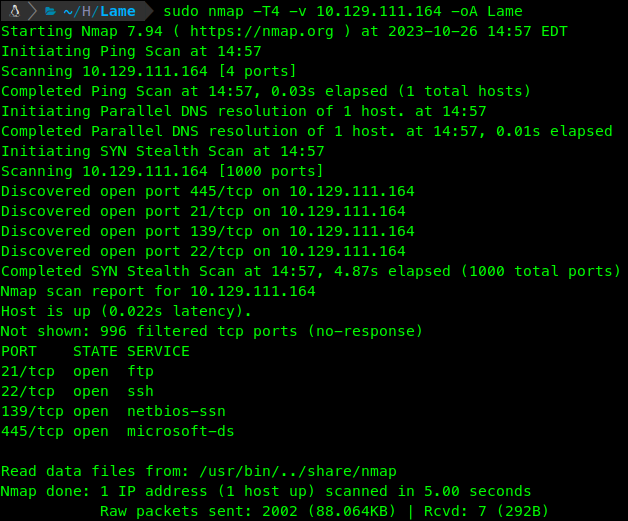 ~/H/Lame sudo nmap -T4 -v 10.129.111.164 -oA Lame
Starting Nmap 7.94 ( https://nmap.org ) at 2023-10-26 14:57 EDT
Initiating Ping Scan at 14:57
Scanning 10.129.111.164 [4 ports]
Completed Ping Scan at 14:57, 0.03s elapsed (1 total hosts)
Initiating Parallel DNS resolution of 1 host. at 14:57
Completed Parallel DNS resolution of 1 host. at 14:57, 0.01s elapsed
Initiating SYN Stealth Scan at 14:57
Scanning 10.129.111.164 [1000 ports]
Discovered open port 445/tcp on 10.129.111.164
Discovered open port 21/tcp on 10.129.111.164
Discovered open port 139/tcp on 10.129.111.164
Discovered open port 22/tcp on 10.129.111.164
Completed SYN Stealth Scan at 14:57, 4.87s elapsed (1000 total ports)
Nmap scan report for 10.129.111.164
Host is up (0.022s latency).
Not shown: 996 filtered tcp ports (no-response)
PORT    STATE SERVICE
21/tcp  open  ftp
22/tcp  open  ssh
139/tcp open  netbios-ssn
445/tcp open  microsoft-ds

Read data files from: /usr/bin/../share/nmap
Nmap done: 1 IP address (1 host up) scanned in 5.00 seconds
           Raw packets sent: 2002 (88.064KB) | Rcvd: 7 (292B)